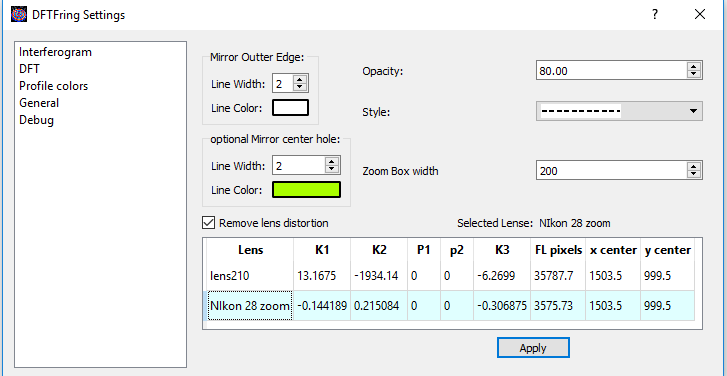 DFTFring Settings ?
Interferogram
DFT
Profile colors
General
Debug
Mirror Outter Edge:
Line Width: 2
Line Color:
Opacity: 80.00
Style:
optional Mirror center hole:
Line Width: 2
Line Color:
Zoom Box width 200
Remove lens distortion Selected Lense: NIkon 28 zoom
Lens K1 K2 P1 p2 K3 FL pixels x center y center
lens210 13.1675 -1934.14 0 0 -6.2699 35787.7 1503.5 999.5
NIkon 28 zoom -0.144189 0.215084 0 0 -0.306875 3575.73 1503.5 999.5
Apply